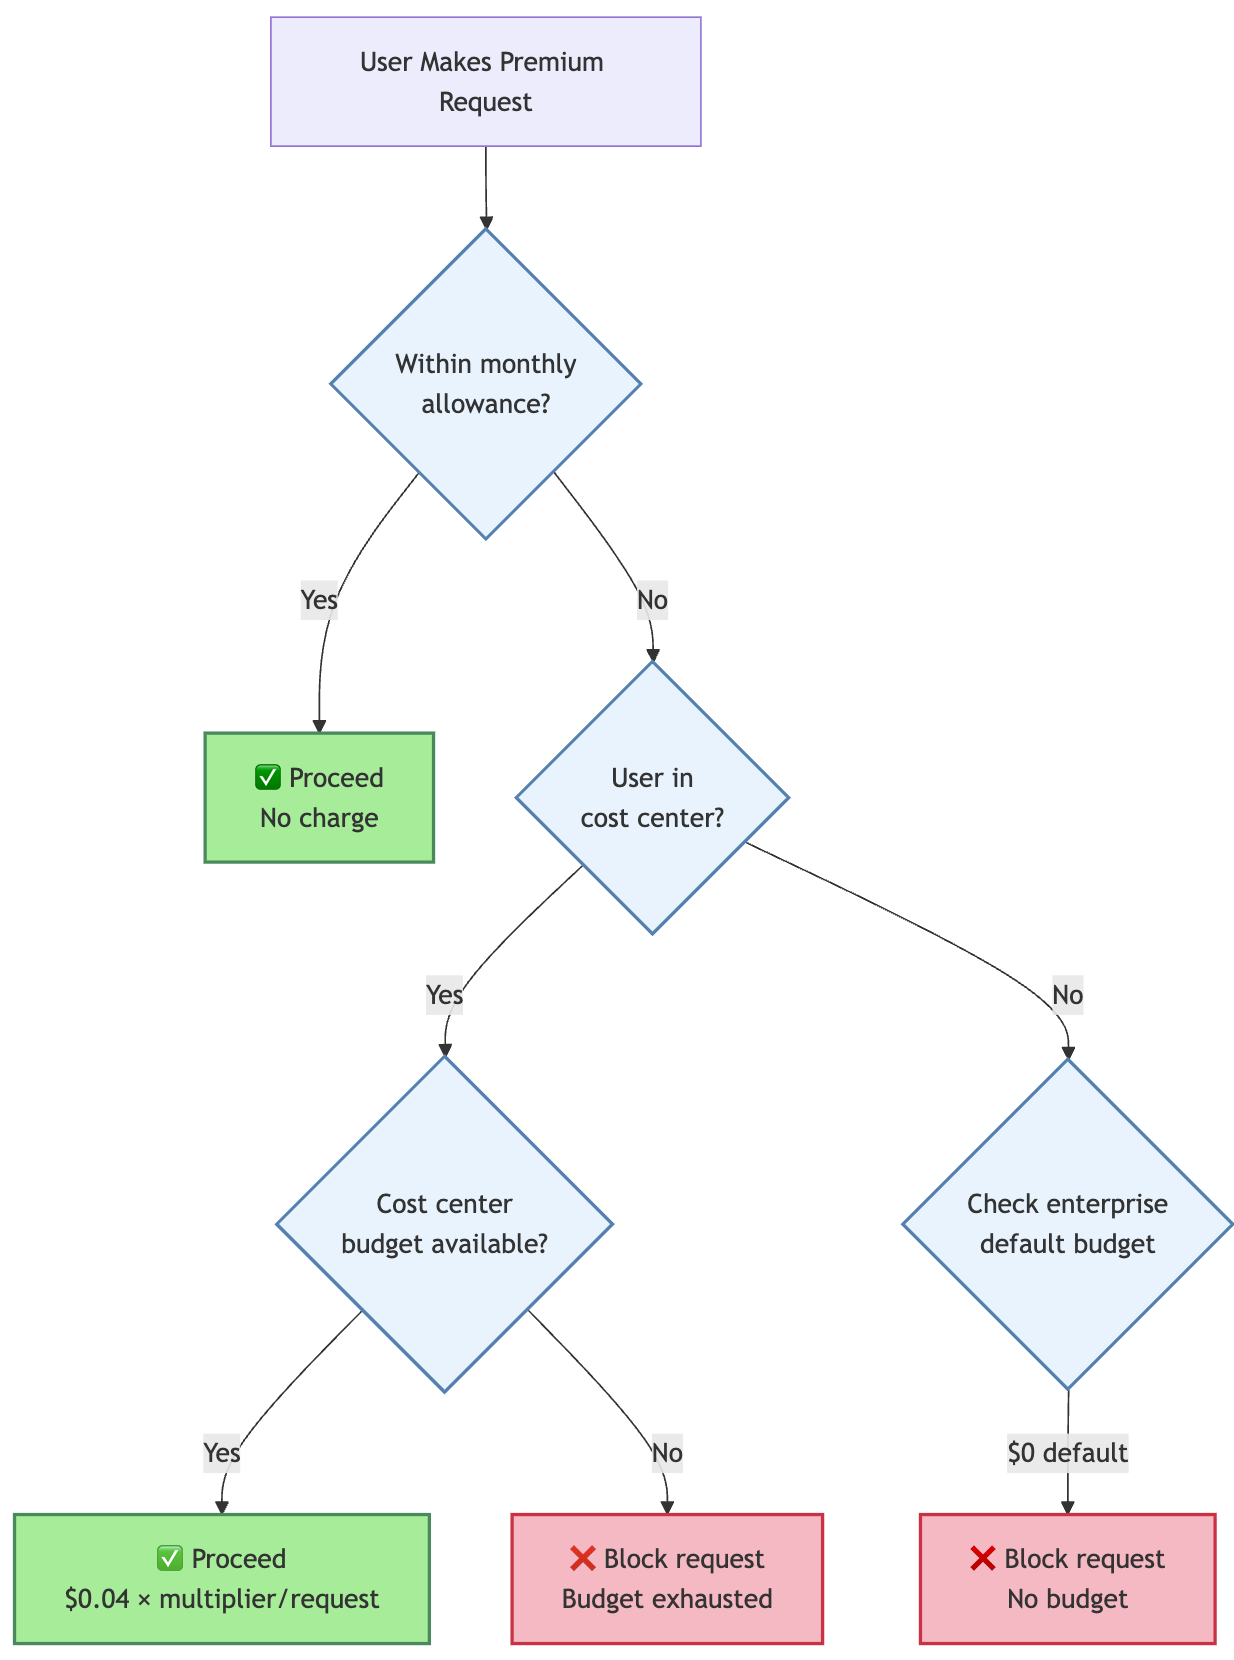 User Makes Premium
Request
Within monthly
allowance?
Yes
No
✅ Proceed
No charge
User in
cost center?
Yes
No
Cost center
budget available?
Check enterprise
default budget
Yes
No
$0 default
✅ Proceed
$0.04 × multiplier/request
❌ Block request
Budget exhausted
❌ Block request
No budget